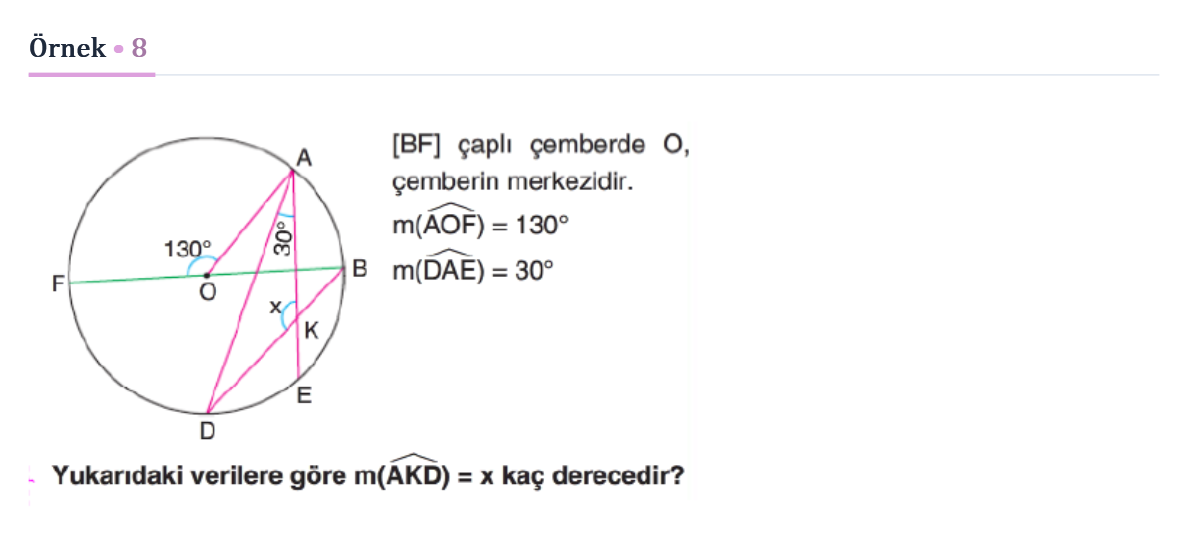 Örnek • 8
A
[BF] çaplı çemberde O,
çemberin merkezidir.
m(AOF) = 130°
130°
30°
F
O
B
m(DAE) = 30°
x
K
E
D
Yukarıdaki verilere göre m(AKD) = x kaç derecedir?